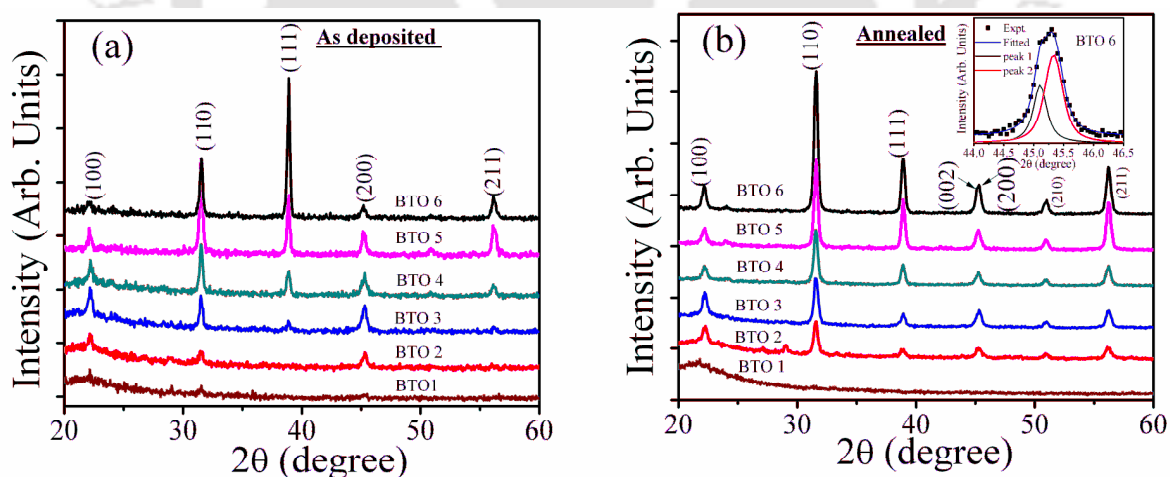 (a)
As deposited
(100)
(110)
(111)
(200)
(211)
BTO 6
BTO 5
BTO 4
BTO 3
BTO 2
BTO1
Intensity (Arb. Units)
20 30 40 50 60
2θ (degree)
(b)
Annealed
(100)
(110)
(111)
(002)
(200)
(210)
(211)
BTO 6
BTO 5
BTO 4
BTO 3
BTO 2
BTO 1
Intensity (Arb. Units)
20 30 40 50 60
2θ (degree)
Expt.
Fitted
peak 1
peak 2
BTO 6
Intensity (Arb. Units)
44.0 44.5 45.0 45.5 46.0 46.5
2θ (degree)